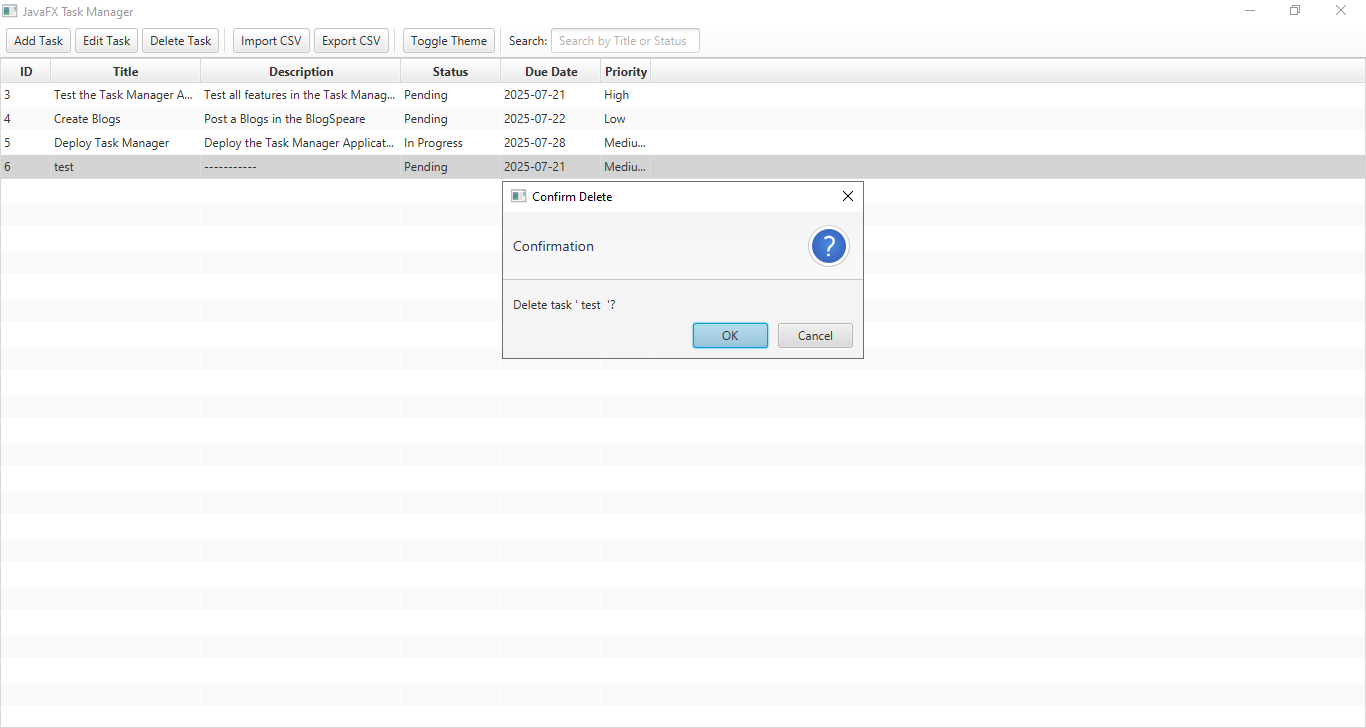 JavaFX Task Manager
Add Task Edit Task Delete Task Import CSV Export CSV Toggle Theme Search: Search by Title or Status
ID Title Description Status Due Date Priority
3 Test the Task Manager A... Test all features in the Task Manag... Pending 2025-07-21 High
4 Create Blogs Post a Blogs in the BlogSpeare Pending 2025-07-22 Low
5 Deploy Task Manager Deploy the Task Manager Applicat... In Progress 2025-07-28 Mediu...
6 test ----------- Pending 2025-07-21 Mediu...
Confirm Delete
Confirmation
?
Delete task ' test '?
OK Cancel